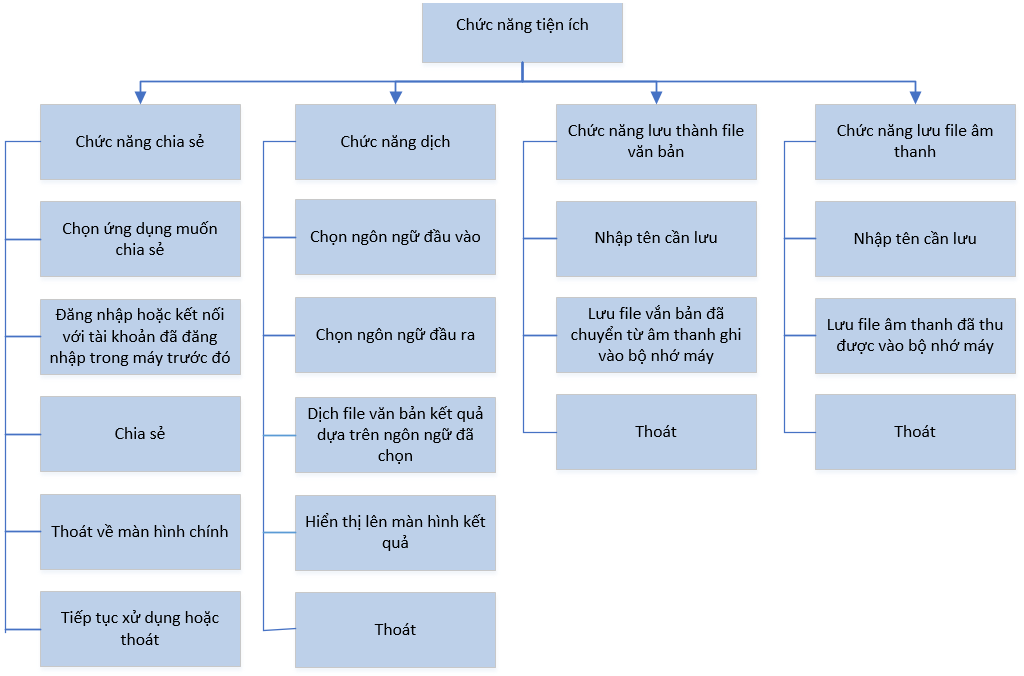 Chức năng tiện ích
Chức năng chia sẻ
Chọn ứng dụng muốn
chia sẻ
Đăng nhập hoặc kết nối
với tài khoản đã đăng
nhập trong máy trước đó
Chia sẻ
Thoát về màn hình chính
Tiếp tục xử dụng hoặc
thoát
Chức năng dịch
Chọn ngôn ngữ đầu vào
Chọn ngôn ngữ đầu ra
Dịch file văn bản kết quả
dựa trên ngôn ngữ đã
chọn
Hiển thị lên màn hình kết
quả
Thoát
Chức năng lưu thành file
văn bản
Nhập tên cần lưu
Lưu file vắn bản đã
chuyển từ âm thanh ghi
vào bộ nhớ máy
Thoát
Chức năng lưu file âm
thanh
Nhập tên cần lưu
Lưu file âm thanh đã thu
được vào bộ nhớ máy
Thoát